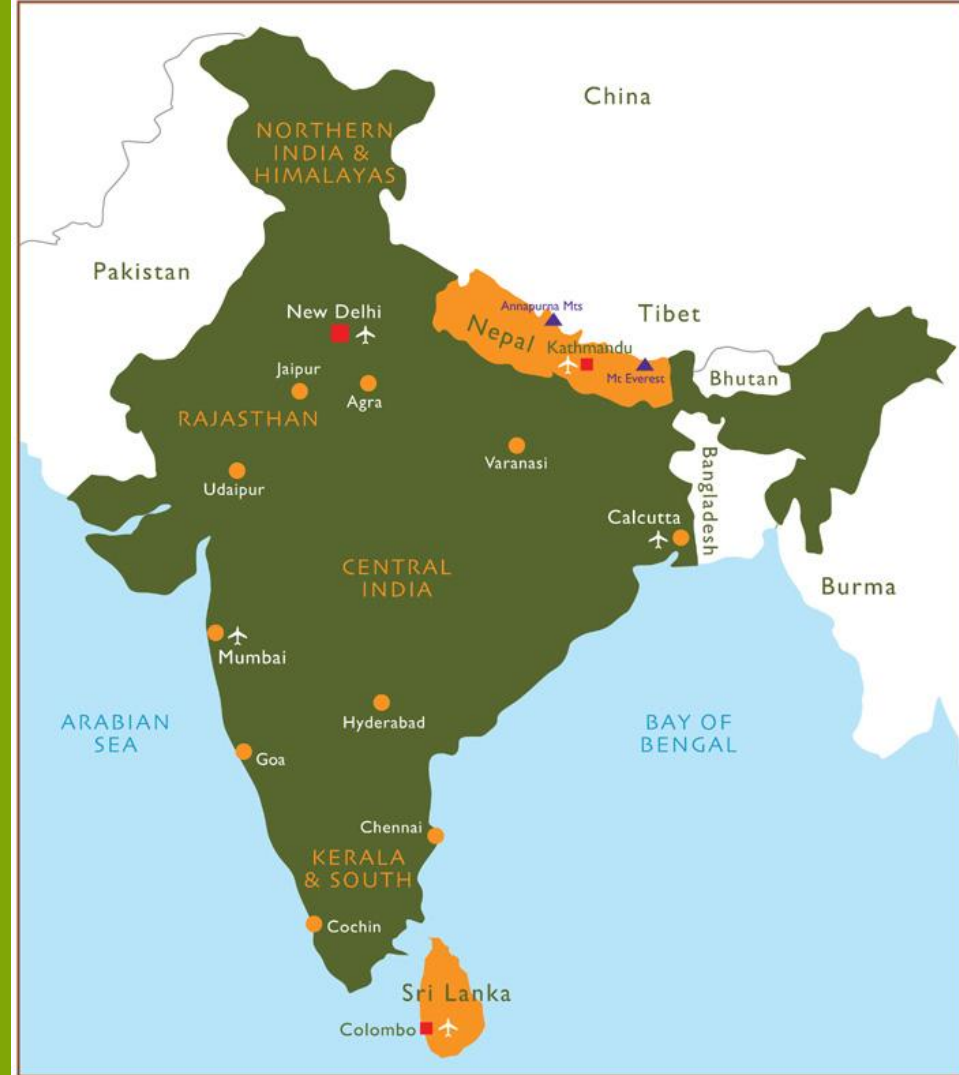 China
NORTHERN
INDIA &
HIMALAYAS
Pakistan
New Delhi
Annapurna Mts
Tibet
Nepal
Kathmandu
Mt Everest
Bhutan
Jaipur
Agra
RAJASTHAN
Varanasi
Bangladesh
Udaipur
Calcutta
CENTRAL
INDIA
Burma
Mumbai
ARABIAN
SEA
Hyderabad
BAY OF
BENGAL
Goa
Chennai
KERALA
& SOUTH
Cochin
Sri Lanka
Colombo